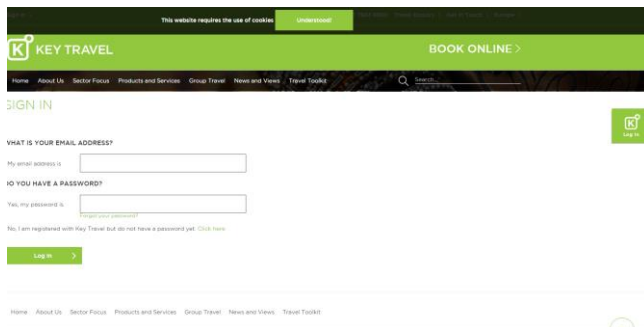 This website requires the use of cookies Understood!
K KEY TRAVEL
BOOK ONLINE >
Home About Us Sector Focus Products and Services Group Travel News and Views Travel Toolkit
Search...
SIGN IN
K
Log in
WHAT IS YOUR EMAIL ADDRESS?
My email address is
DO YOU HAVE A PASSWORD?
Yes, my password is
Forgot your password?
No, I am registered with Key Travel but do not have a password yet. Click here
Log in >
Home About Us Sector Focus Products and Services Group Travel News and Views Travel Toolkit